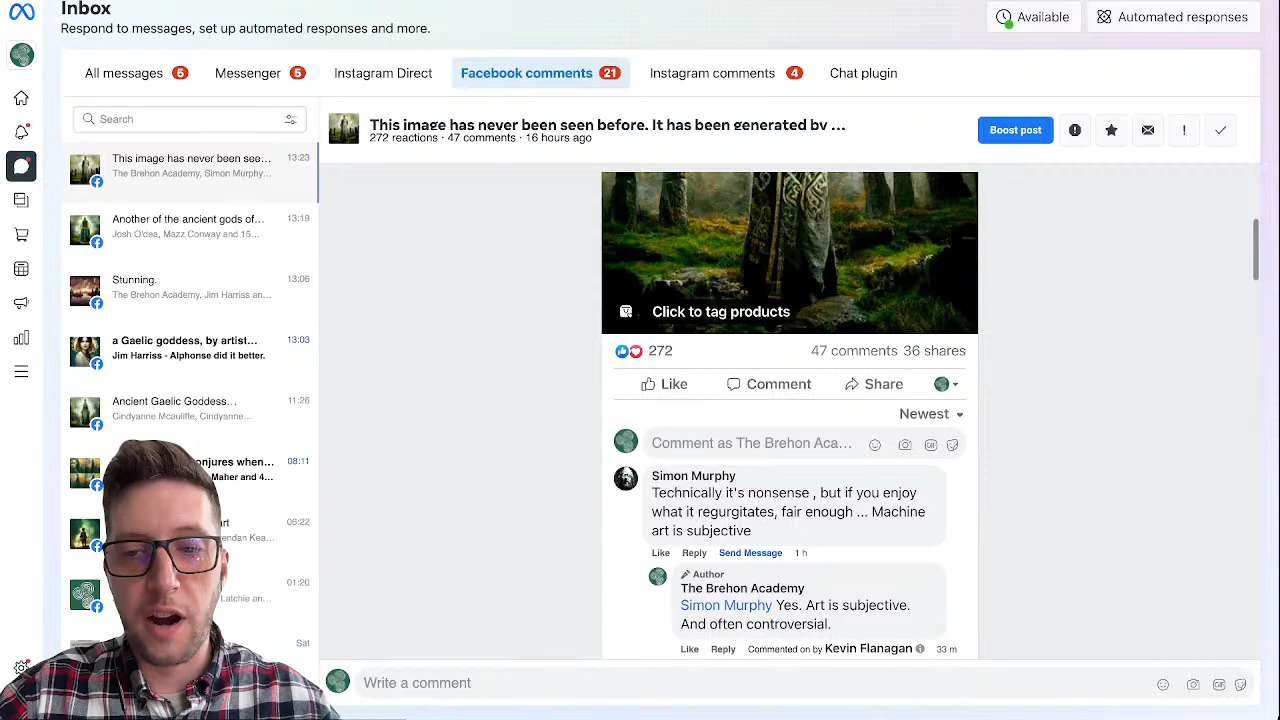 Inbox
Respond to messages, set up automated responses and more.
Available
Automated responses
All messages 5
Messenger 5
Instagram Direct
Facebook comments 21
Instagram comments 4
Chat plugin
Search
This image has never been see... 13:23
The Brehon Academy, Simon Murphy...
Another of the ancient gods of... 13:19
Josh O'dea, Mazz Conway and 15...
Stunning. 13:06
The Brehon Academy, Jim Harriss an...
a Gaelic goddess, by artist... 13:03
Jim Harriss - Alphonse did it better.
Ancient Gaelic Goddess... 11:26
Cindyanne Mcauliffe, Cindyanne...
onjures when... 08:11
Maher and 4...
rt 06:22
rendan Kea...
01:20
Latchie an...
Sat
This image has never been seen before. It has been generated by ...
272 reactions · 47 comments · 16 hours ago
Boost post
Click to tag products
272
47 comments 36 shares
Like
Comment
Share
Newest
Comment as The Brehon Aca...
Simon Murphy
Technically it's nonsense , but if you enjoy
what it regurgitates, fair enough ... Machine
art is subjective
Like Reply Send Message 1 h
Author
The Brehon Academy
Simon Murphy Yes. Art is subjective.
And often controversial.
Like Reply Commented on by Kevin Flanagan 33 m
Write a comment